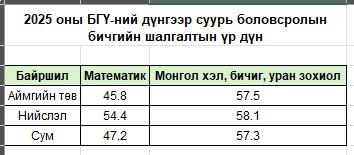 2025 оны БГҮ-ний дүнгээр суурь боловсролын
бичгийн шалгалтын үр дүн
Байршил Математик Монгол хэл, бичиг, уран зохиол
Аймгийн төв 45.8 57.5
Нийслэл 54.4 58.1
Сум 47.2 57.3